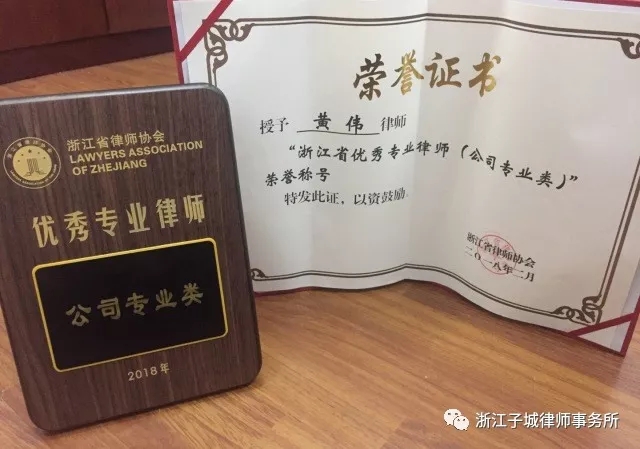 浙江省律师协会
LAWYERS ASSOCIATION
OF ZHEJIANG
优秀专业律师
公司专业类
2018年
荣誉证书
授予 黄伟 律师
“浙江省优秀专业律师（公司专业类）”
荣誉称号
特发此证，以资鼓励。
浙江省律师协会
二〇一八年二月
浙江子城律师事务所